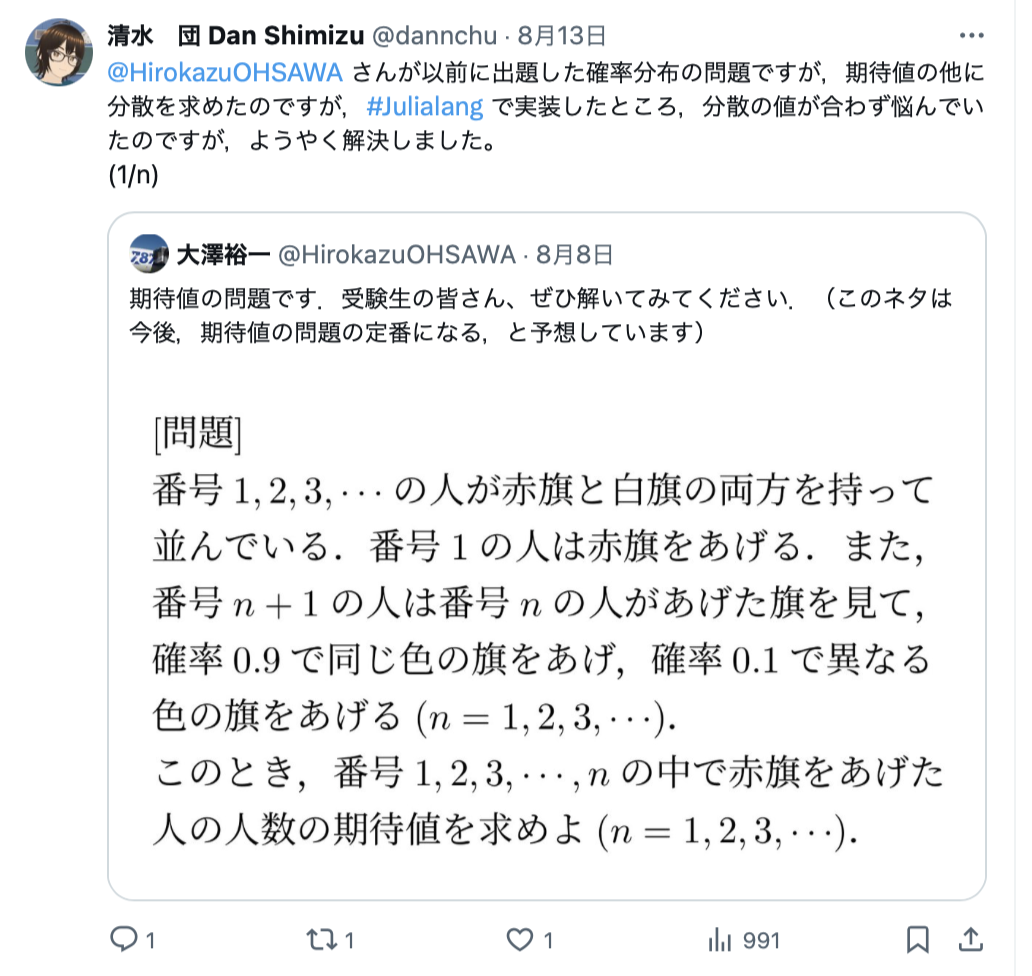 清水 団 Dan Shimizu @dannchu · 8月13日
@HirokazuOHSAWA さんが以前に出題した確率分布の問題ですが，期待値の他に
分散を求めたのですが，#Julialang で実装したところ，分散の値が合わず悩んでい
たのですが，ようやく解決しました。
(1/n)
787
大澤裕一 @HirokazuOHSAWA · 8月8日
期待値の問題です．受験生の皆さん、ぜひ解いてみてください．（このネタは
今後，期待値の問題の定番になる，と予想しています）
[問題]
番号 1, 2, 3, ··· の人が赤旗と白旗の両方を持って
並んでいる．番号 1 の人は赤旗をあげる．また，
番号 n + 1 の人は番号 n の人があげた旗を見て，
確率 0.9 で同じ色の旗をあげ，確率 0.1 で異なる
色の旗をあげる (n = 1, 2, 3, ···).
このとき，番号 1, 2, 3, ···, n の中で赤旗をあげた
人の人数の期待値を求めよ (n = 1, 2, 3, ···).
1 1 1 991